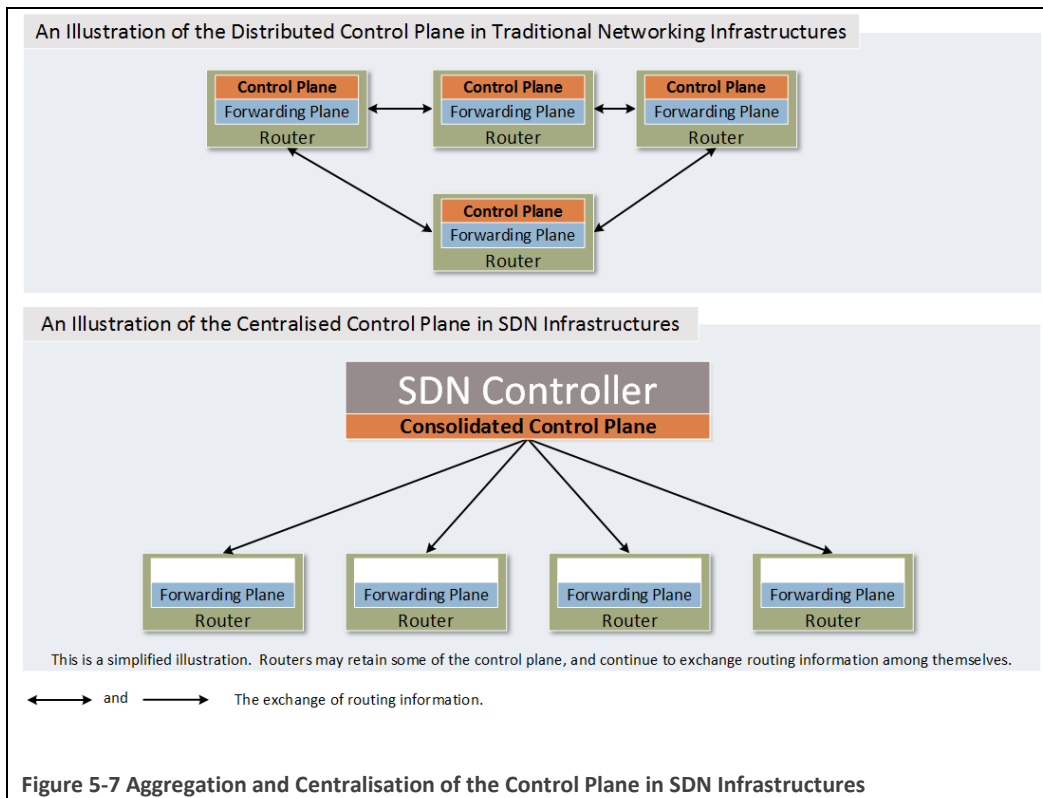 An Illustration of the Distributed Control Plane in Traditional Networking Infrastructures
Control Plane
Forwarding Plane
Router
Control Plane
Forwarding Plane
Router
Control Plane
Forwarding Plane
Router
Control Plane
Forwarding Plane
Router
An Illustration of the Centralised Control Plane in SDN Infrastructures
SDN Controller
Consolidated Control Plane
Forwarding Plane
Router
Forwarding Plane
Router
Forwarding Plane
Router
Forwarding Plane
Router
This is a simplified illustration. Routers may retain some of the control plane, and continue to exchange routing information among themselves.
and The exchange of routing information.
Figure 5-7 Aggregation and Centralisation of the Control Plane in SDN Infrastructures